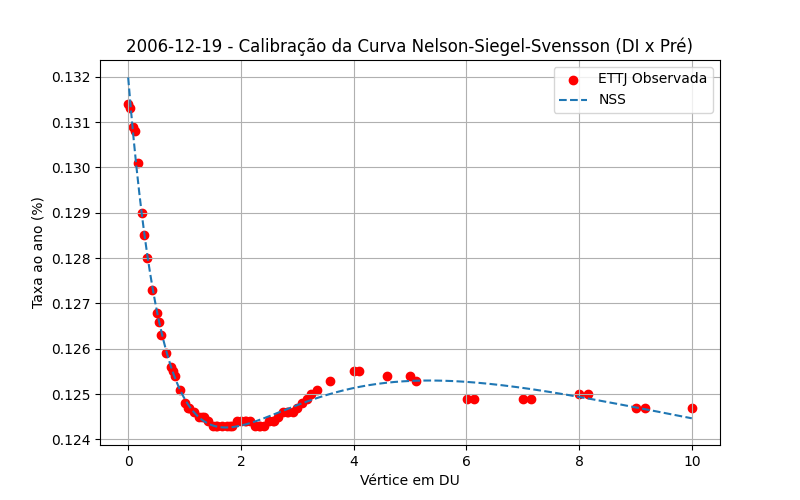 2006-12-19 - Calibração da Curva Nelson-Siegel-Svensson (DI x Pré)
ETTJ Observada
NSS
Taxa ao ano (%)
0.132
0.131
0.130
0.129
0.128
0.127
0.126
0.125
0.124
0 2 4 6 8 10
Vértice em DU